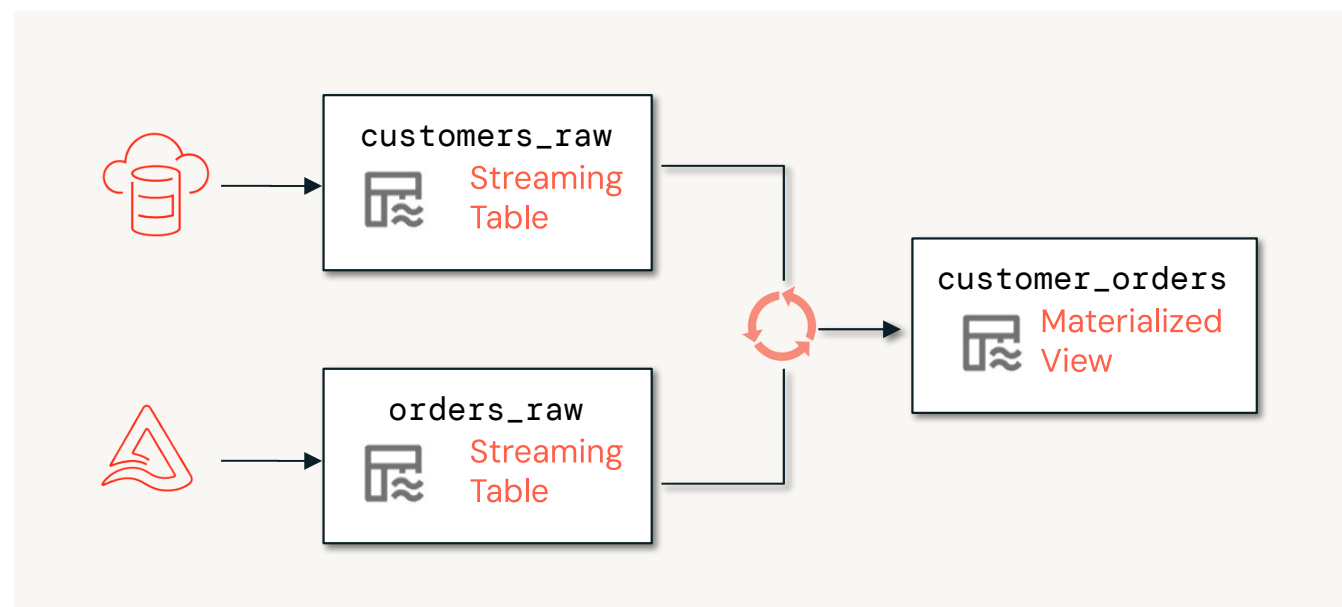 customers_raw
Streaming
Table
orders_raw
Streaming
Table
customer_orders
Materialized
View